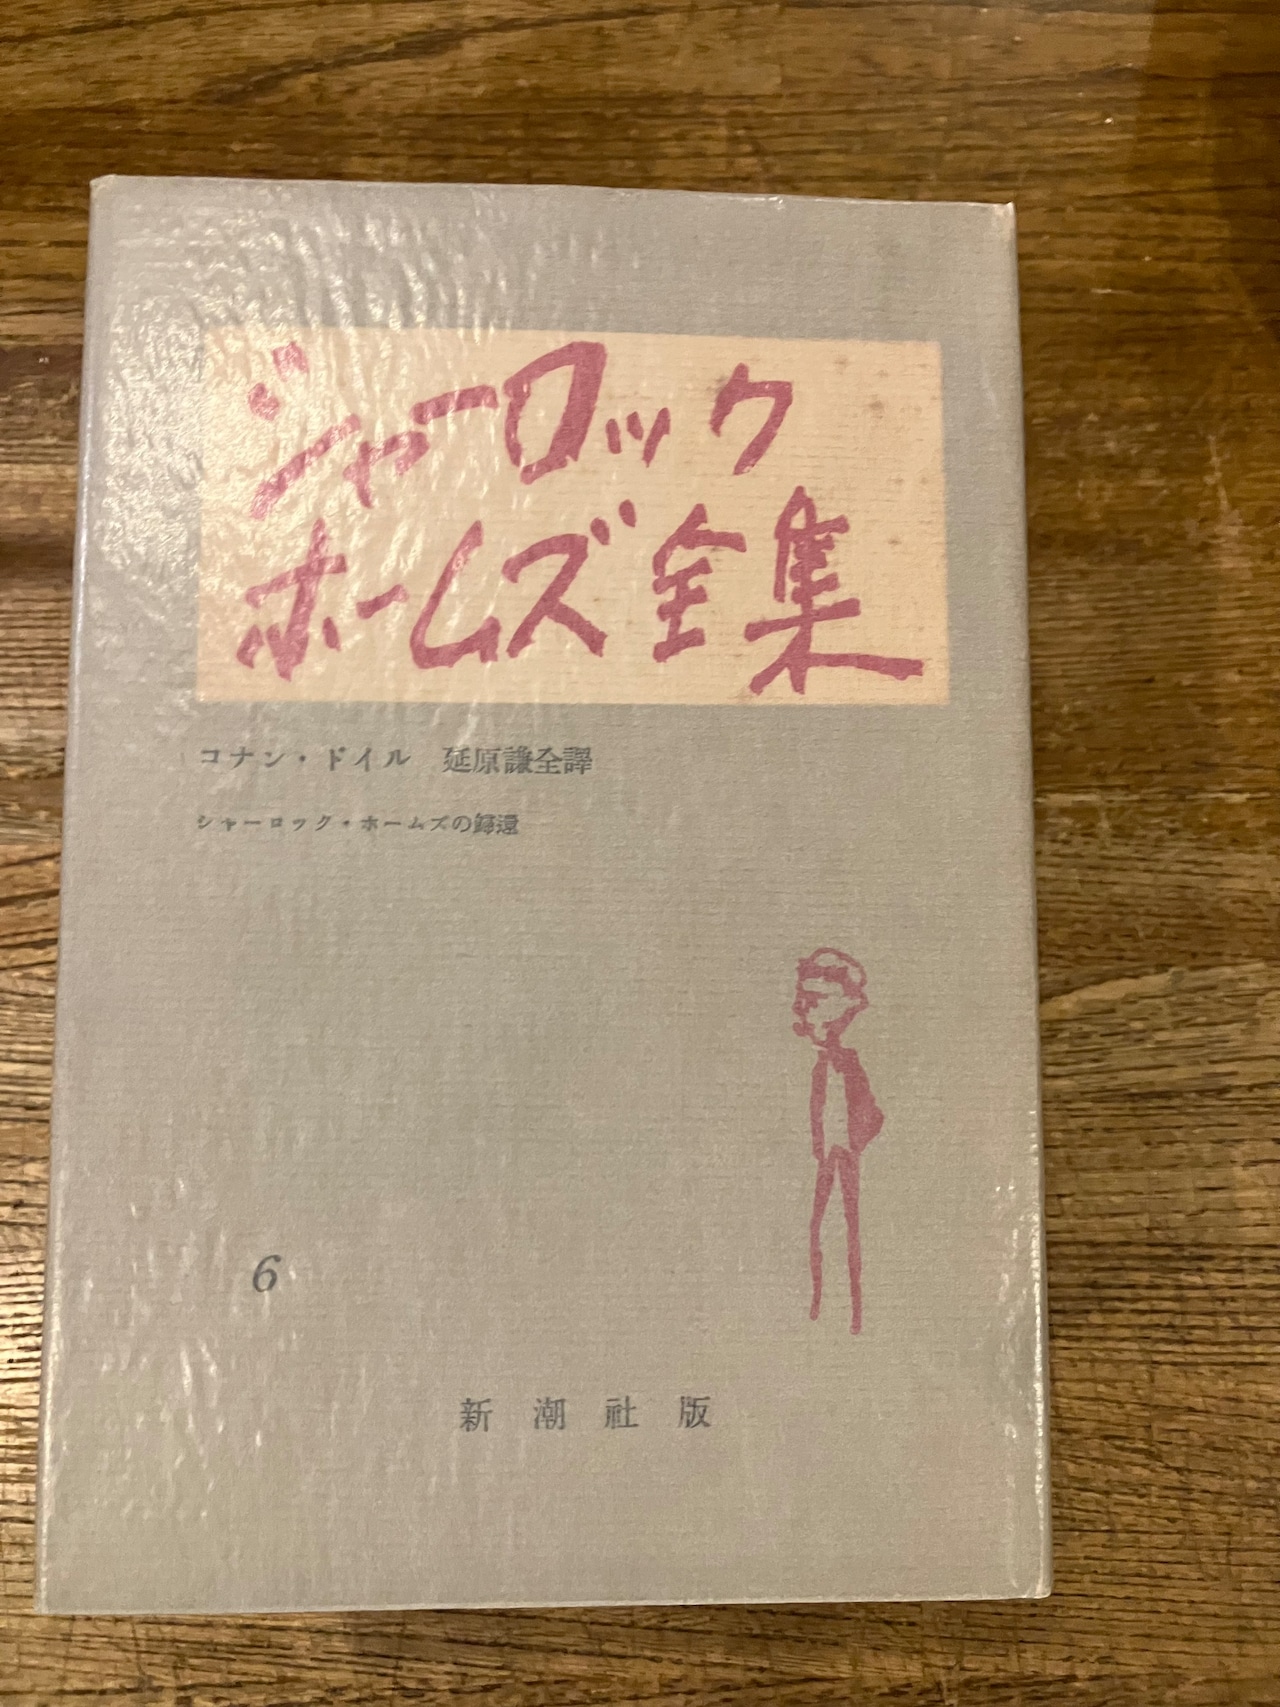 シャーロック
ホームズ全集
コナン・ドイル 延原謙全譯
シャーロック・ホームズの歸還
6
新潮社版